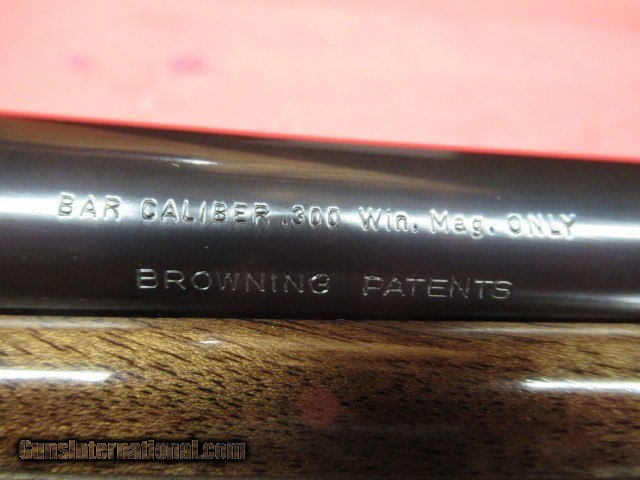 BAR CALIBER .300 Win. Mag. ONLY
BROWNING PATENTS
GunsInternational.com